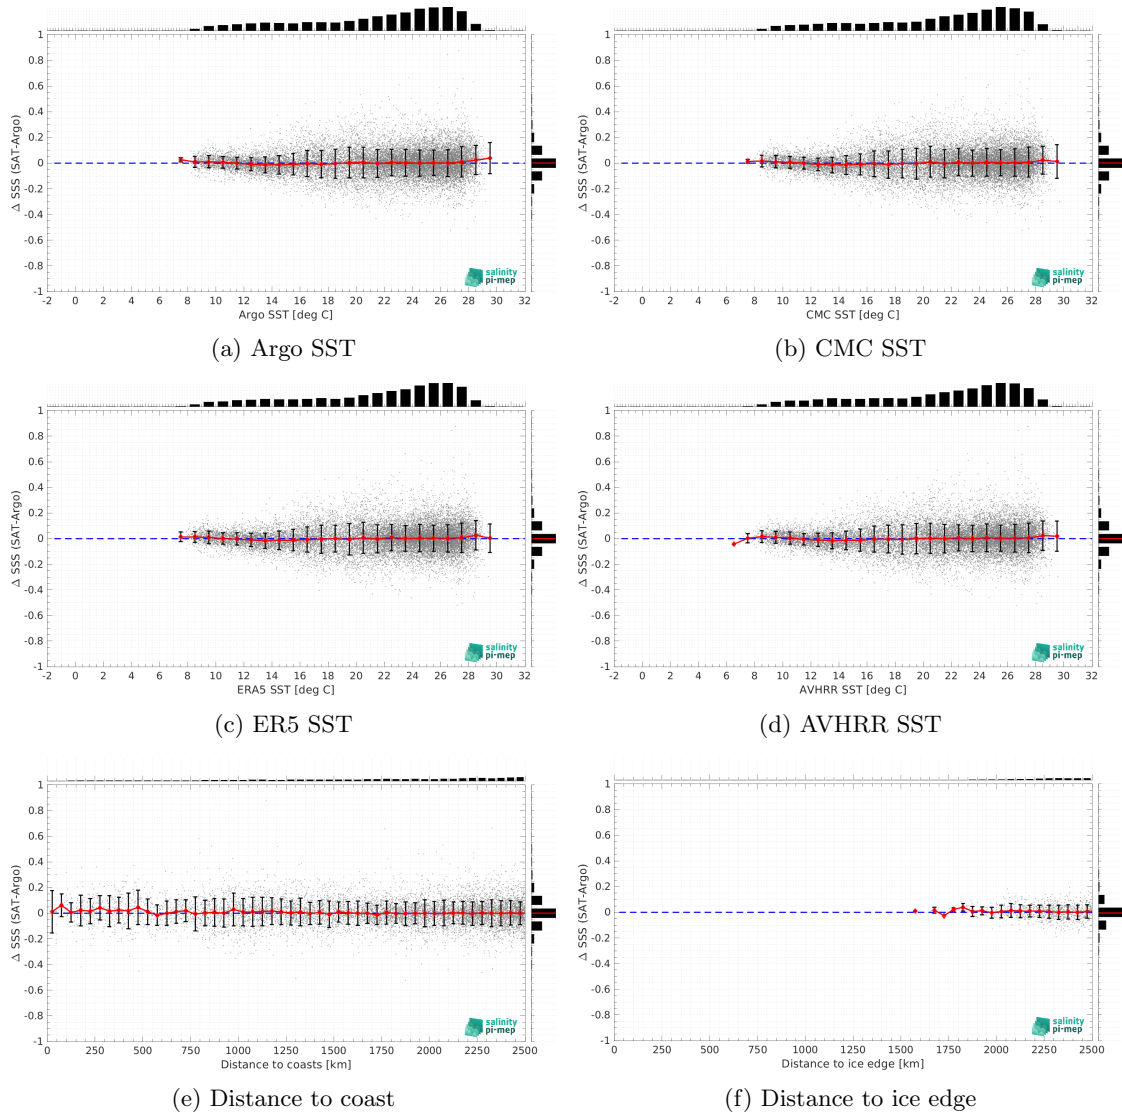 1
0.8
0.6
0.4
0.2
0
-0.2
-0.4
-0.6
-0.8
-1
Δ SSS (SAT-Argo)
-2 0 2 4 6 8 10 12 14 16 18 20 22 24 26 28 30 32
Argo SST [deg C]
salinity
pi-mep
(a) Argo SST
1
0.8
0.6
0.4
0.2
0
-0.2
-0.4
-0.6
-0.8
-1
Δ SSS (SAT-Argo)
-2 0 2 4 6 8 10 12 14 16 18 20 22 24 26 28 30 32
CMC SST [deg C]
salinity
pi-mep
(b) CMC SST
1
0.8
0.6
0.4
0.2
0
-0.2
-0.4
-0.6
-0.8
-1
Δ SSS (SAT-Argo)
-2 0 2 4 6 8 10 12 14 16 18 20 22 24 26 28 30 32
ERA5 SST [deg C]
salinity
pi-mep
(c) ER5 SST
1
0.8
0.6
0.4
0.2
0
-0.2
-0.4
-0.6
-0.8
-1
Δ SSS (SAT-Argo)
-2 0 2 4 6 8 10 12 14 16 18 20 22 24 26 28 30 32
AVHRR SST [deg C]
salinity
pi-mep
(d) AVHRR SST
1
0.8
0.6
0.4
0.2
0
-0.2
-0.4
-0.6
-0.8
-1
Δ SSS (SAT-Argo)
0 250 500 750 1000 1250 1500 1750 2000 2250 2500
Distance to coasts [km]
salinity
pi-mep
(e) Distance to coast
1
0.8
0.6
0.4
0.2
0
-0.2
-0.4
-0.6
-0.8
-1
Δ SSS (SAT-Argo)
0 250 500 750 1000 1250 1500 1750 2000 2250 2500
Distance to ice edge [km]
salinity
pi-mep
(f) Distance to ice edge